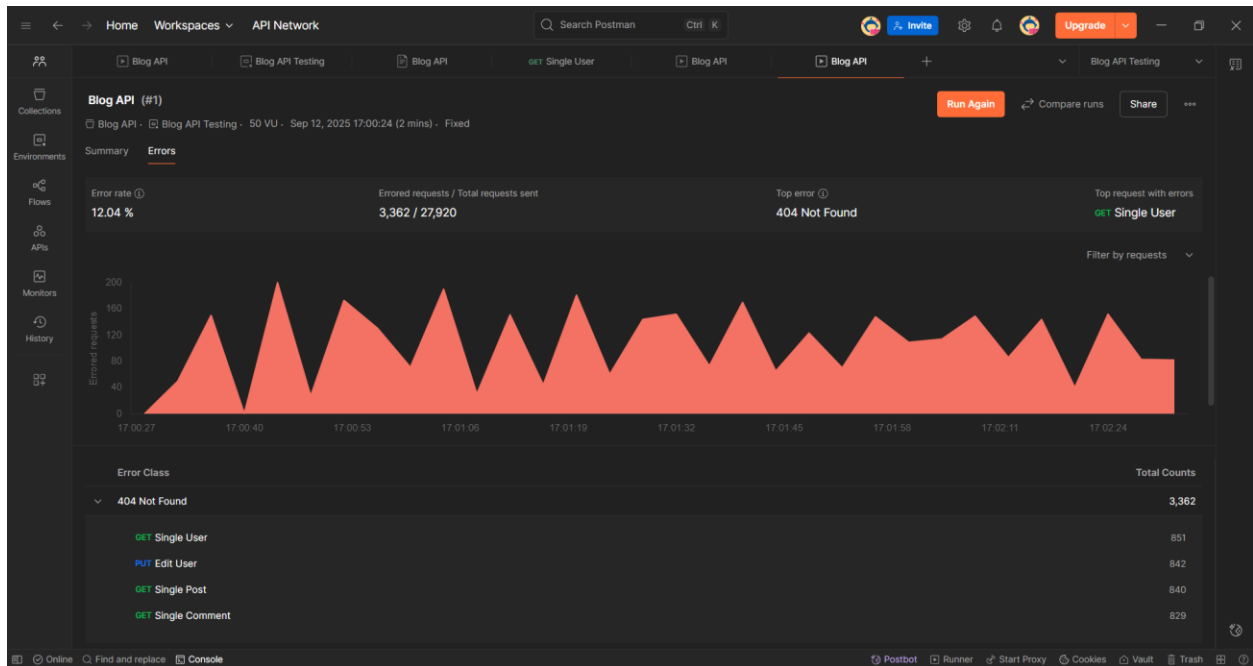 Home Workspaces API Network Search Postman Ctrl K Invite Upgrade
Blog API Blog API Testing Blog API GET Single User Blog API Blog API + Blog API Testing
Collections
Environments
Flows
APIs
Monitors
History
Blog API (#1)
Run Again Compare runs Share
Blog API · Blog API Testing · 50 VU · Sep 12, 2025 17:00:24 (2 mins) · Fixed
Summary Errors
Error rate Errored requests / Total requests sent Top error Top request with errors
12.04 % 3,362 / 27,920 404 Not Found GET Single User
Filter by requests
Errored requests
200
160
120
80
40
0
17:00:27 17:00:40 17:00:53 17:01:06 17:01:19 17:01:32 17:01:45 17:01:58 17:02:11 17:02:24
Error Class Total Counts
404 Not Found 3,362
GET Single User 851
PUT Edit User 842
GET Single Post 840
GET Single Comment 829
Online Find and replace Console Postbot Runner Start Proxy Cookies Vault Trash